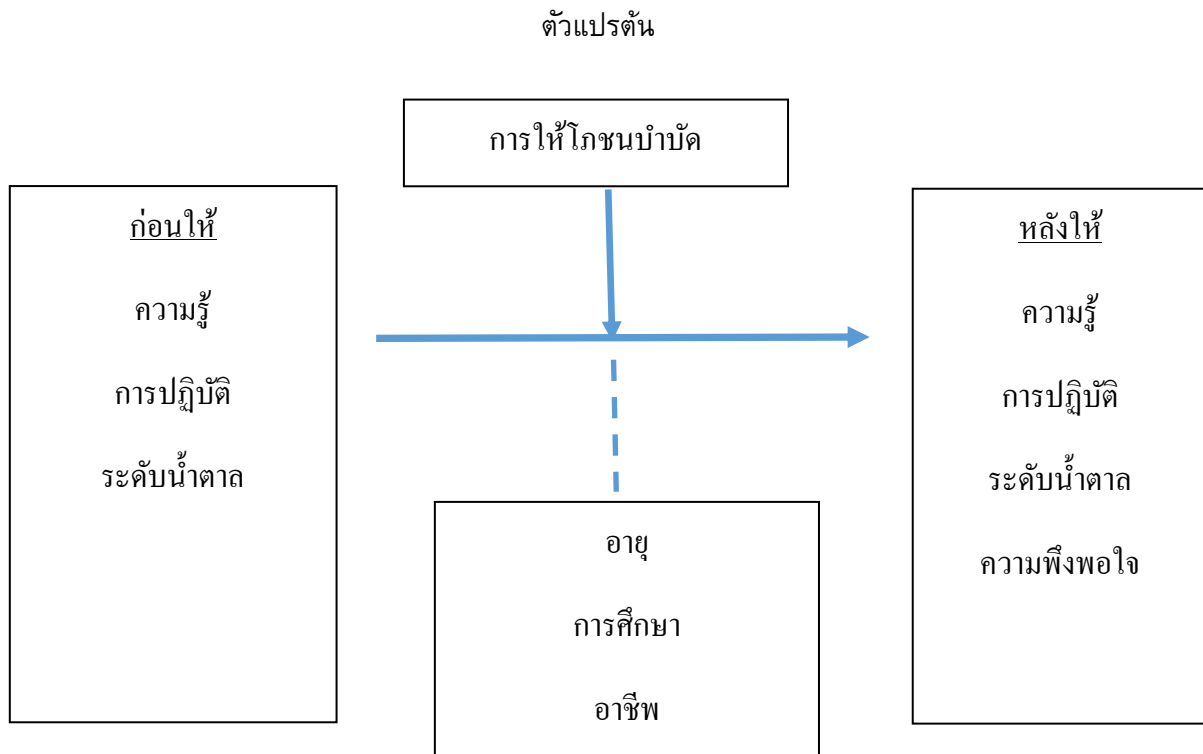 ตัวแปรต้น
การให้โภชนบำบัด
ก่อนให้
ความรู้
การปฏิบัติ
ระดับน้ำตาล
อายุ
การศึกษา
อาชีพ
หลังให้
ความรู้
การปฏิบัติ
ระดับน้ำตาล
ความพึงพอใจ